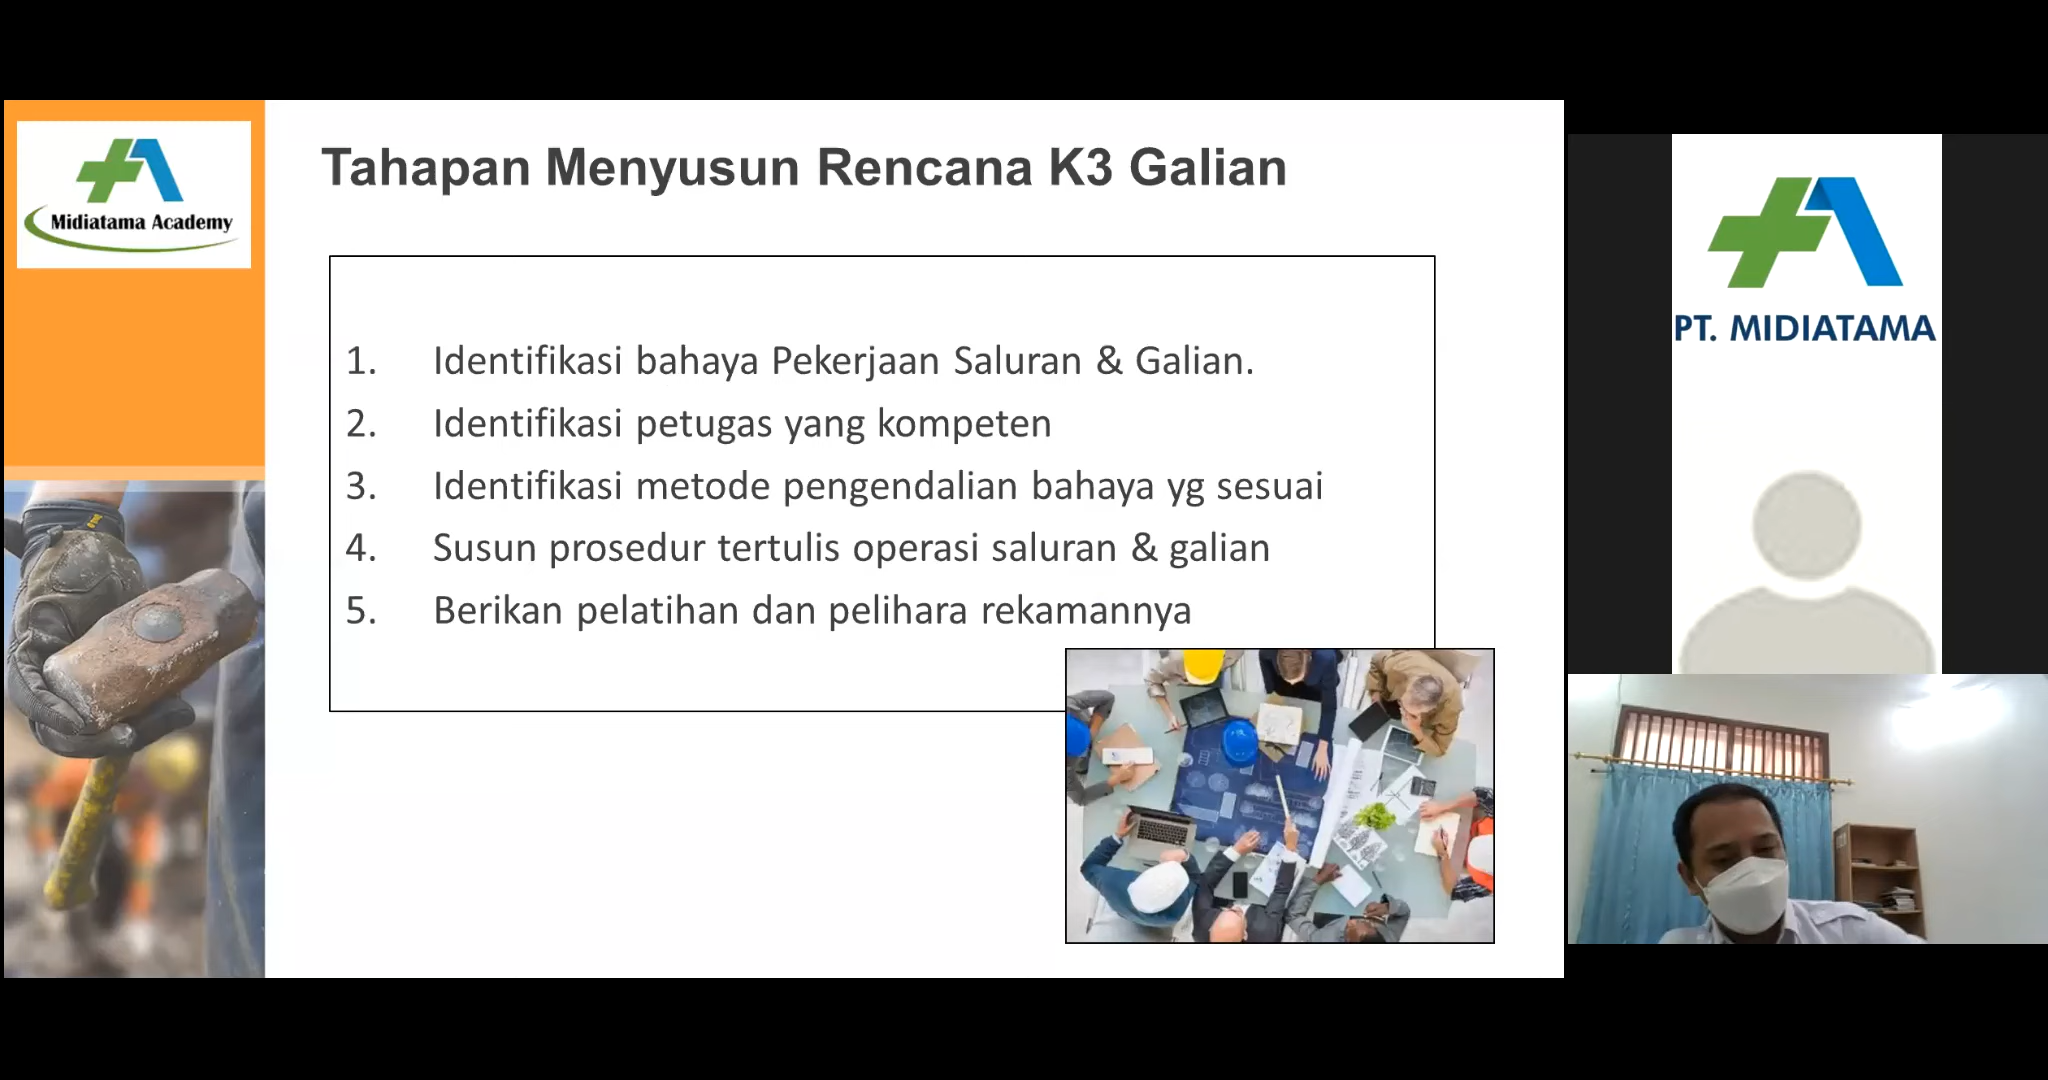 Midiatama Academy
Tahapan Menyusun Rencana K3 Galian
1. Identifikasi bahaya Pekerjaan Saluran & Galian.
2. Identifikasi petugas yang kompeten
3. Identifikasi metode pengendalian bahaya yg sesuai
4. Susun prosedur tertulis operasi saluran & galian
5. Berikan pelatihan dan pelihara rekamannya
PT. MIDIATAMA